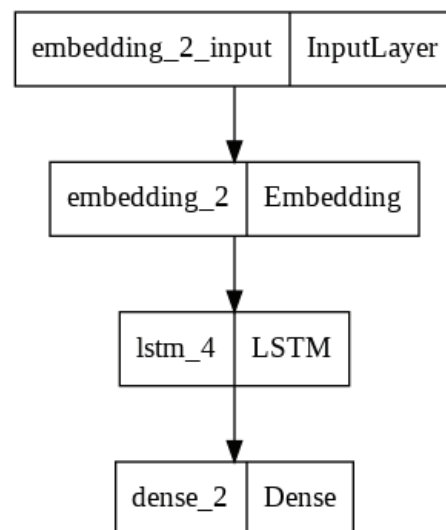 embedding_2_input InputLayer
embedding_2 Embedding
lstm_4 LSTM
dense_2 Dense